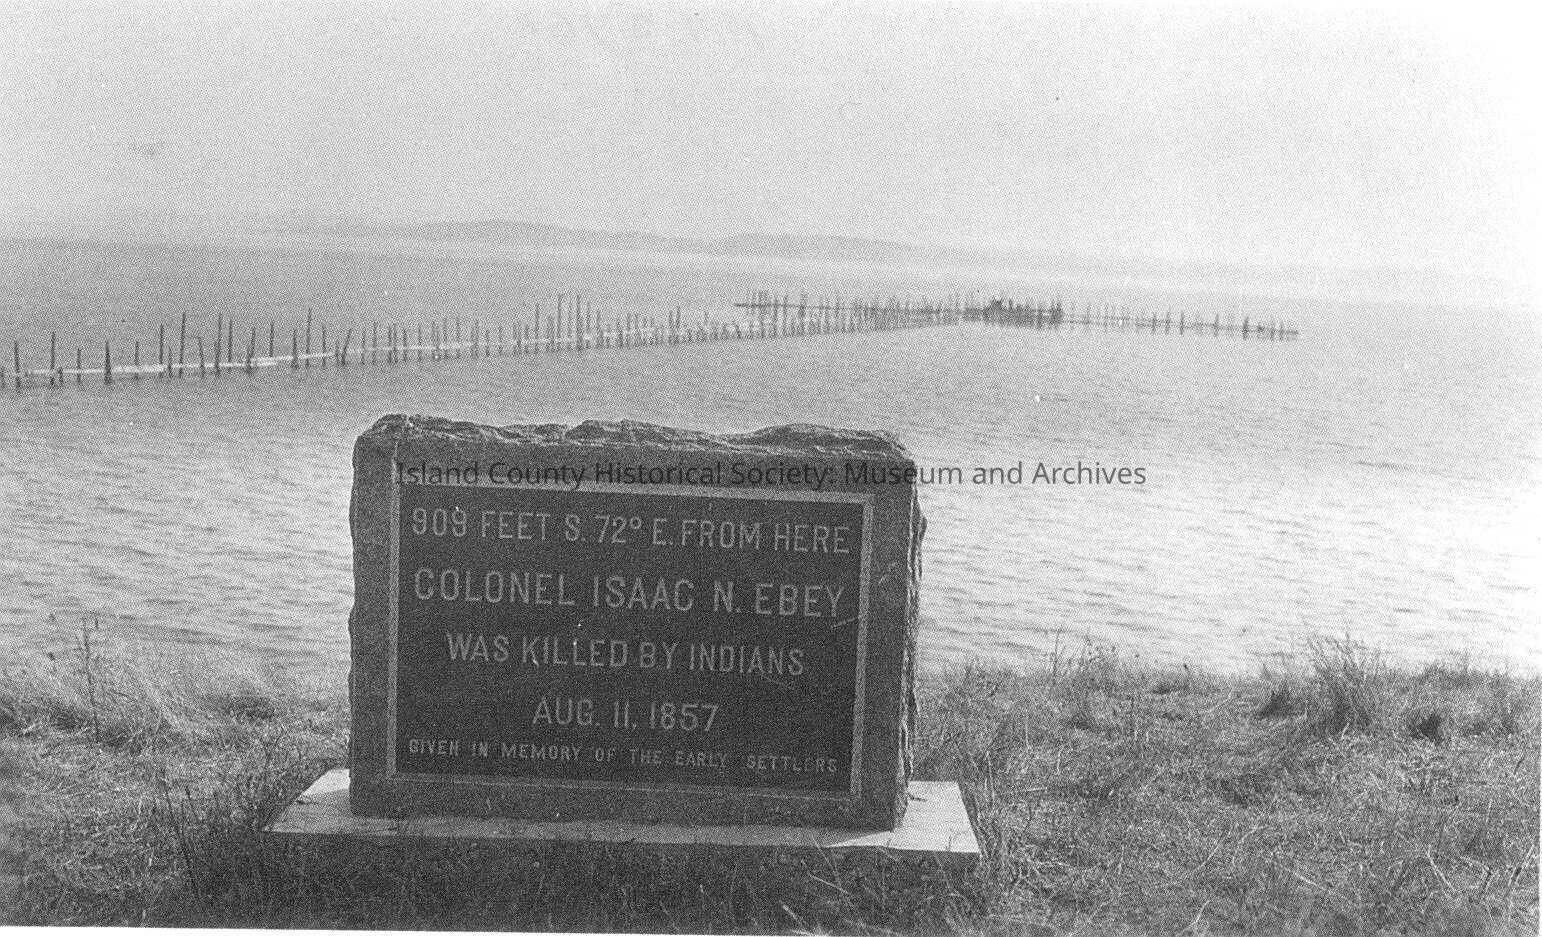 Island County Historical Society: Museum and Archives
909 FEET S. 72° E. FROM HERE
COLONEL ISAAC N. EBEY
WAS KILLED BY INDIANS
AUG. 11, 1857
GIVEN IN MEMORY OF THE EARLY SETTLERS